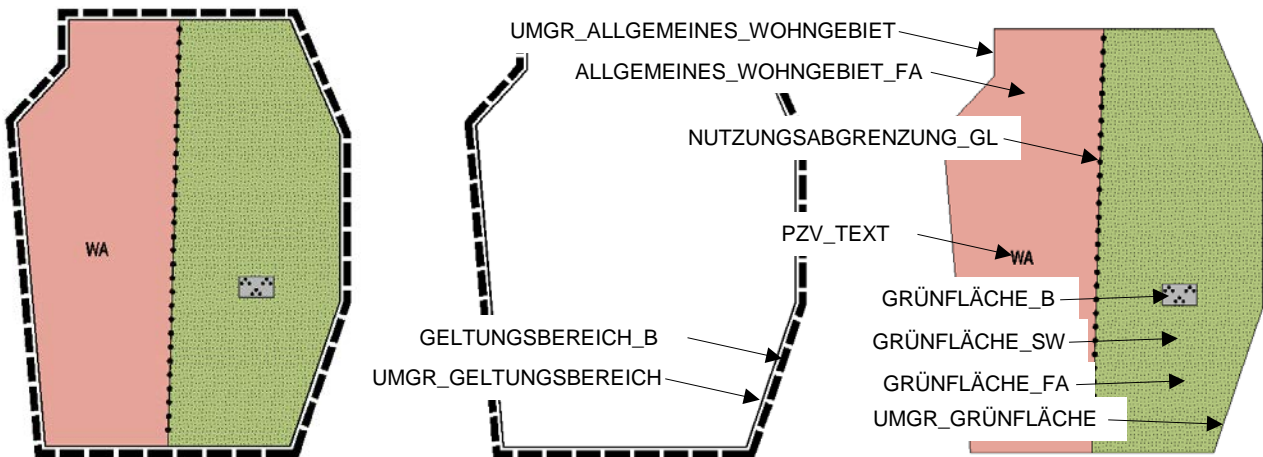 UMGR_ALLGEMEINES_WOHNGEBIET
ALLGEMEINES_WOHNGEBIET_FA
NUTZUNGSABGRENZUNG_GL
WA
PZV_TEXT
WA
GRÜNFLÄCHE_B
GELTUNGSBEREICH_B
GRÜNFLÄCHE_SW
UMGR_GELTUNGSBEREICH
GRÜNFLÄCHE_FA
UMGR_GRÜNFLÄCHE